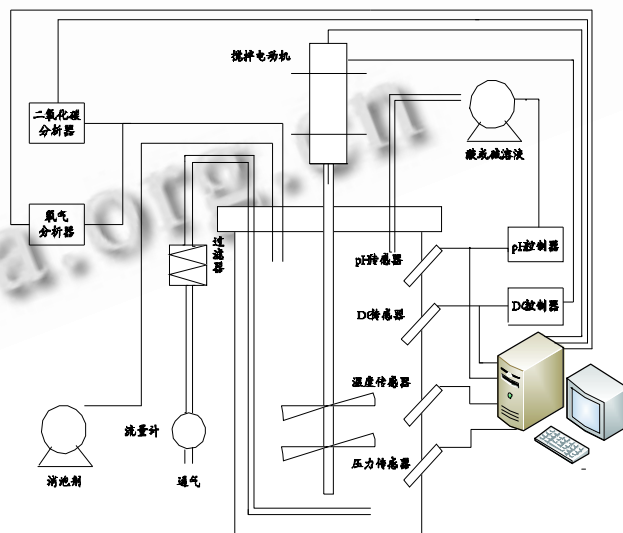 搅拌电动机
二氧化碳
分析器
酸或碱溶液
氧气
分析器
过
滤
器
pH传感器
pH控制器
DO传感器
DO控制器
温度传感器
流量计
压力传感器
消泡剂
通气
a.org.cn